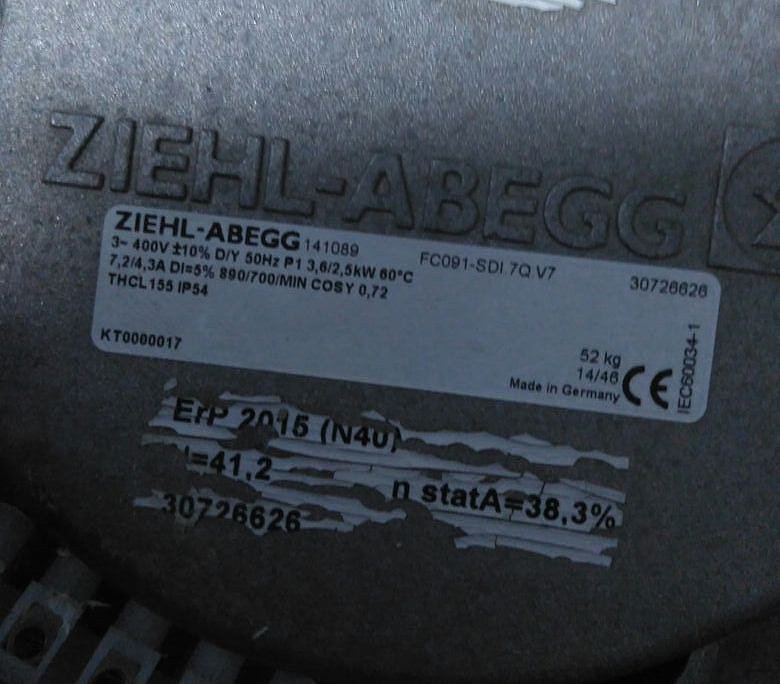 ZIEHL-ABEGG
ZIEHL-ABEGG 141089 FC091-SDI.7Q V7 30726626
3~ 400V ±10% D/Y 50Hz P1 3,6/2,5kW 60°C
7,2/4,3A DI=5% 890/700/MIN COSY 0,72
THCL155 IP54
KT0000017
52 kg
14/46
Made in Germany
CE
IEC60034-1
ErP 2015 (N40)
=41,2
n statA=38,3%
30726626